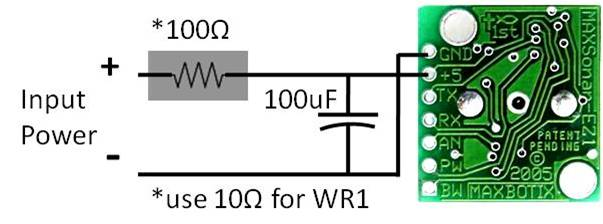 *100Ω
+
Input
Power
-
100uF
*use 10Ω for WR1
GND
+5
TX
RX
AN
PW
BW
MAXSonar-EZ1
PATENT
PENDING
©
2005
MAXBOTIX